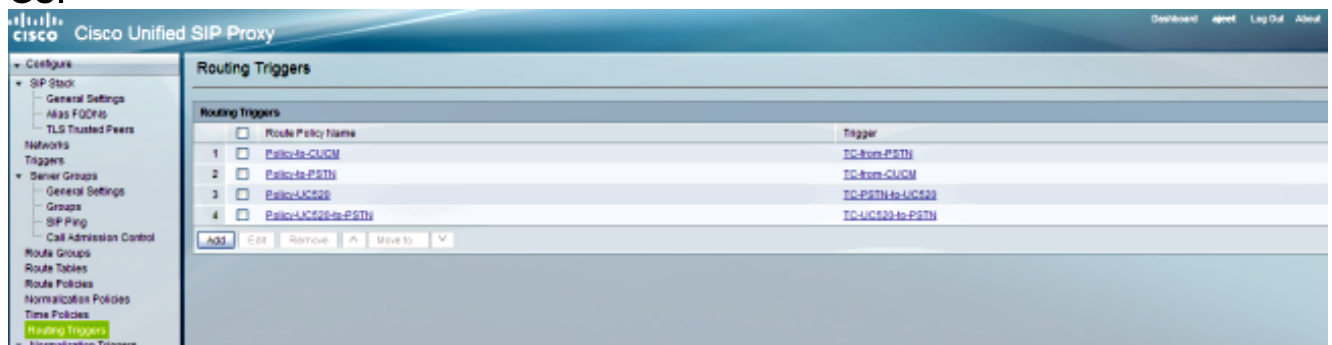 cisco Cisco Unified SIP Proxy
Dashboard ajeet Log Out About
Configure
SIP Stack
General Settings
Alias FQDNs
TLS Trusted Peers
Networks
Triggers
Server Groups
General Settings
Groups
SIP Ping
Call Admission Control
Route Groups
Route Tables
Route Policies
Normalization Policies
Time Policies
Routing Triggers
Normalization Triggers
Routing Triggers
Routing Triggers
Route Policy Name Trigger
1 Policy-to-CUCM TC-from-PSTN
2 Policy-to-PSTN TC-from-CUCM
3 Policy-UC520 TC-PSTN-to-UC520
4 Policy-UC520-to-PSTN TC-UC520-to-PSTN
Add Edit Remove Move to...